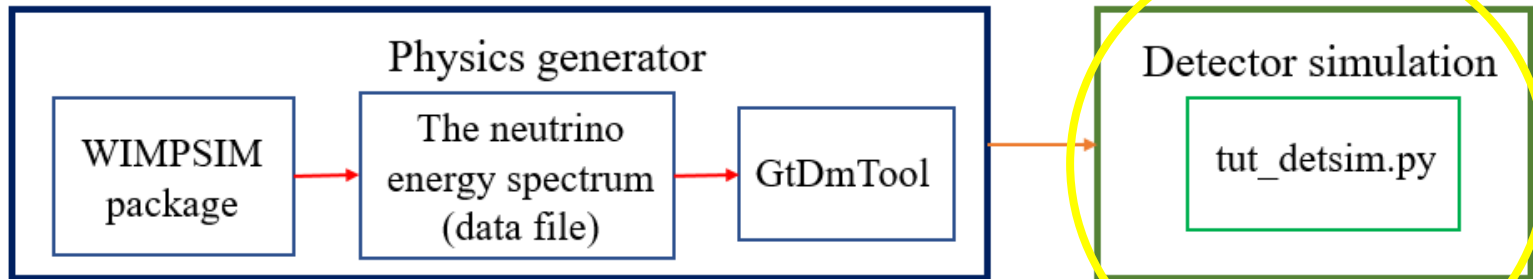 Physics generator
WIMPSIM
package
The neutrino
energy spectrum
(data file)
GtDmTool
Detector simulation
tut_detsim.py